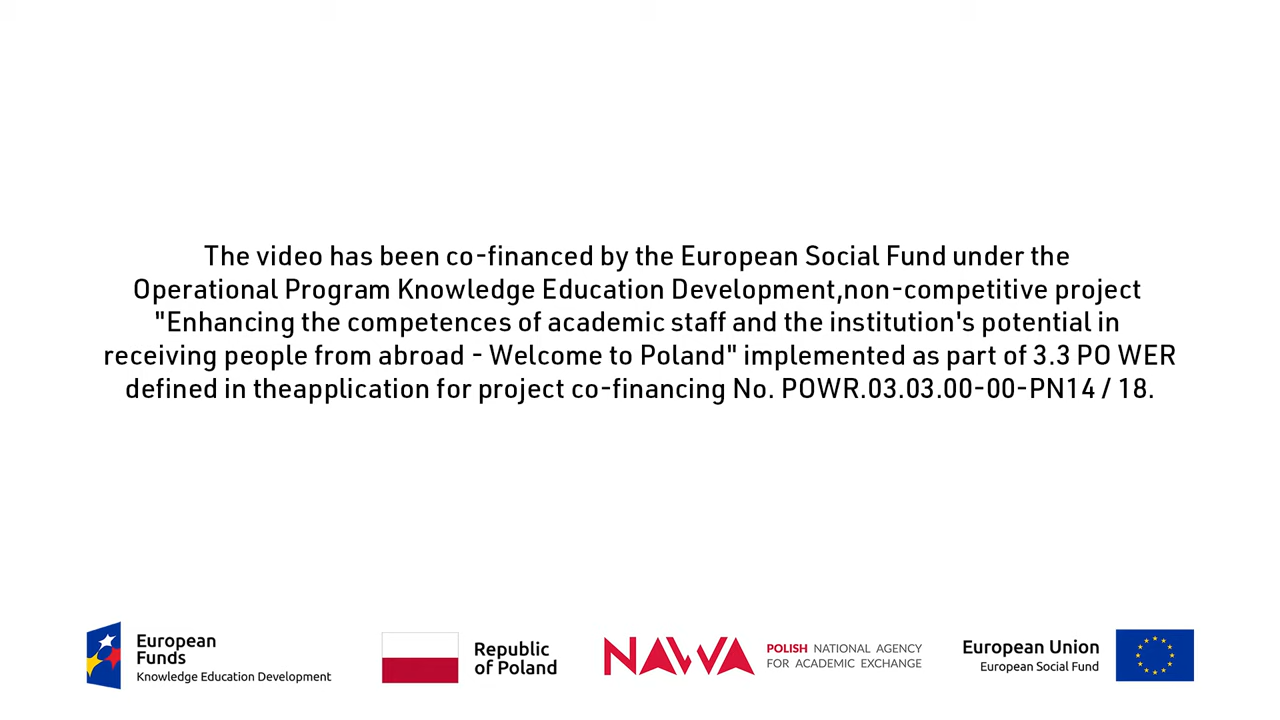 The video has been co-financed by the European Social Fund under the
Operational Program Knowledge Education Development,non-competitive project
"Enhancing the competences of academic staff and the institution's potential in
receiving people from abroad - Welcome to Poland" implemented as part of 3.3 PO WER
defined in theapplication for project co-financing No. POWR.03.03.00-00-PN14 / 18.
European
Funds
Knowledge Education Development
Republic
of Poland
NAWA
POLISH NATIONAL AGENCY
FOR ACADEMIC EXCHANGE
European Union
European Social Fund